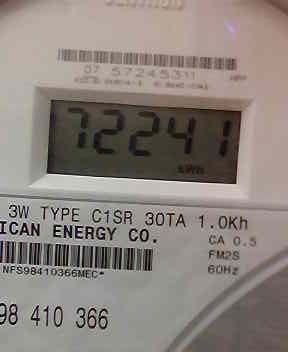 07 57245311
72241
kWh
3W TYPE C1SR 30TA 1.0Kh
ICAN ENERGY CO.
CA 0.5
FM2S
60Hz
NFS98410366MEC*
98 410 366